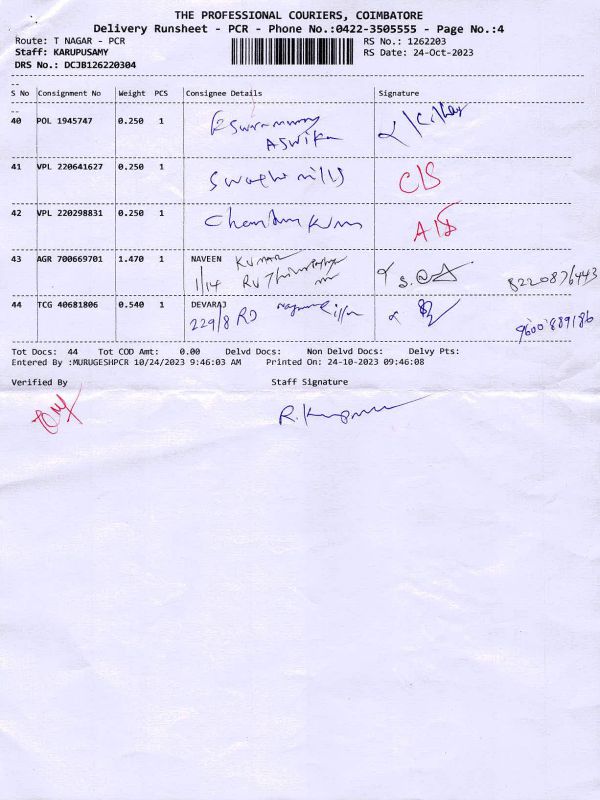 THE PROFESSIONAL COURIERS, COIMBATORE
Delivery Runsheet - PCR - Phone No.:0422-3505555 - Page No.:4
Route: T NAGAR - PCR RS No.: 1262203
Staff: KARUPUSAMY RS Date: 24-Oct-2023
DRS No.: DCJB126220304
S No Consignment No Weight PCS Consignee Details Signature
40 POL 1945747 0.250 1
ASWIKA
41 VPL 220641627 0.250 1 C/S
42 VPL 220298831 0.250 1
43 AGR 700669701 1.470 1 NAVEEN KUMAR
1/14
44 TCG 40681806 0.540 1 DEVARAJ
229/8 RD
Tot Docs: 44 Tot COD Amt: 0.00 Delvd Docs: Non Delvd Docs: Delvy Pts:
Entered By :MURUGESHPCR 10/24/2023 9:46:03 AM Printed On: 24-10-2023 09:46:08
Verified By Staff Signature